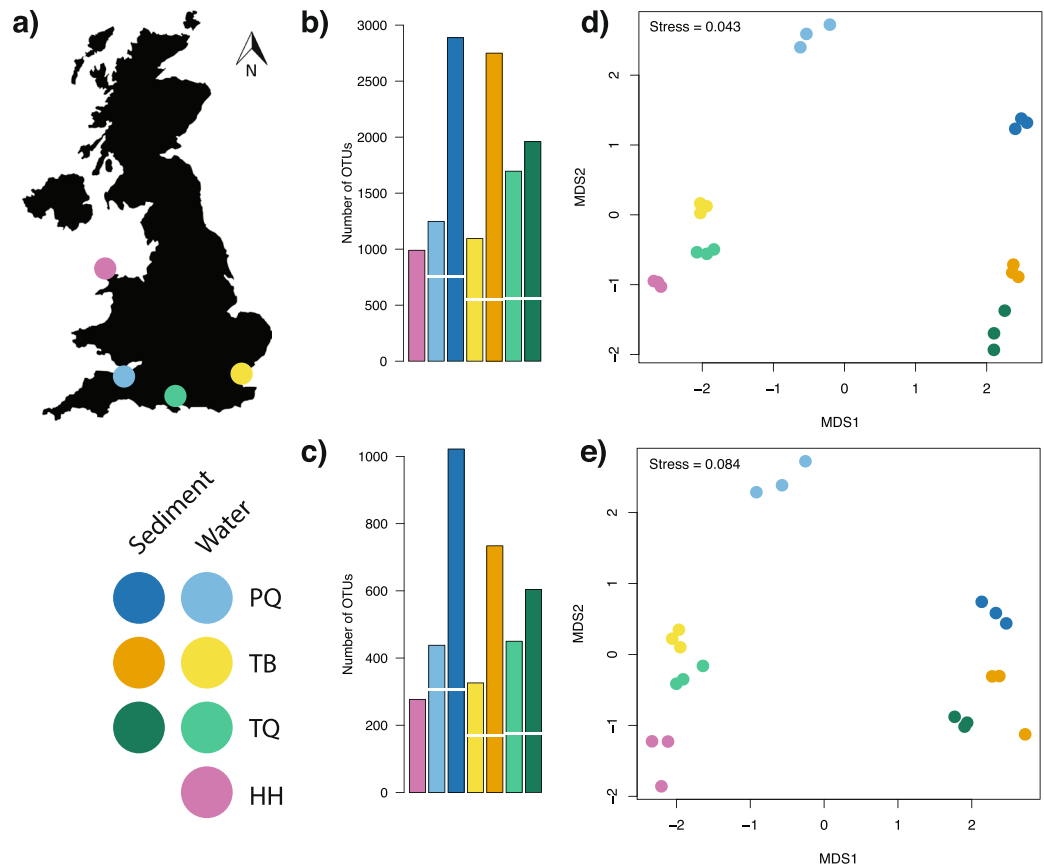 a)
N
Sediment
Water
PQ
TB
TQ
HH
b)
Number of OTUs
3000
2500
2000
1500
1000
500
0
c)
Number of OTUs
1000
800
600
400
200
0
d)
Stress = 0.043
MDS2
2
1
0
−1
−2
−2 −1 0 1 2
MDS1
e)
Stress = 0.084
MDS2
2
1
0
−1
−2
−2 −1 0 1 2
MDS1